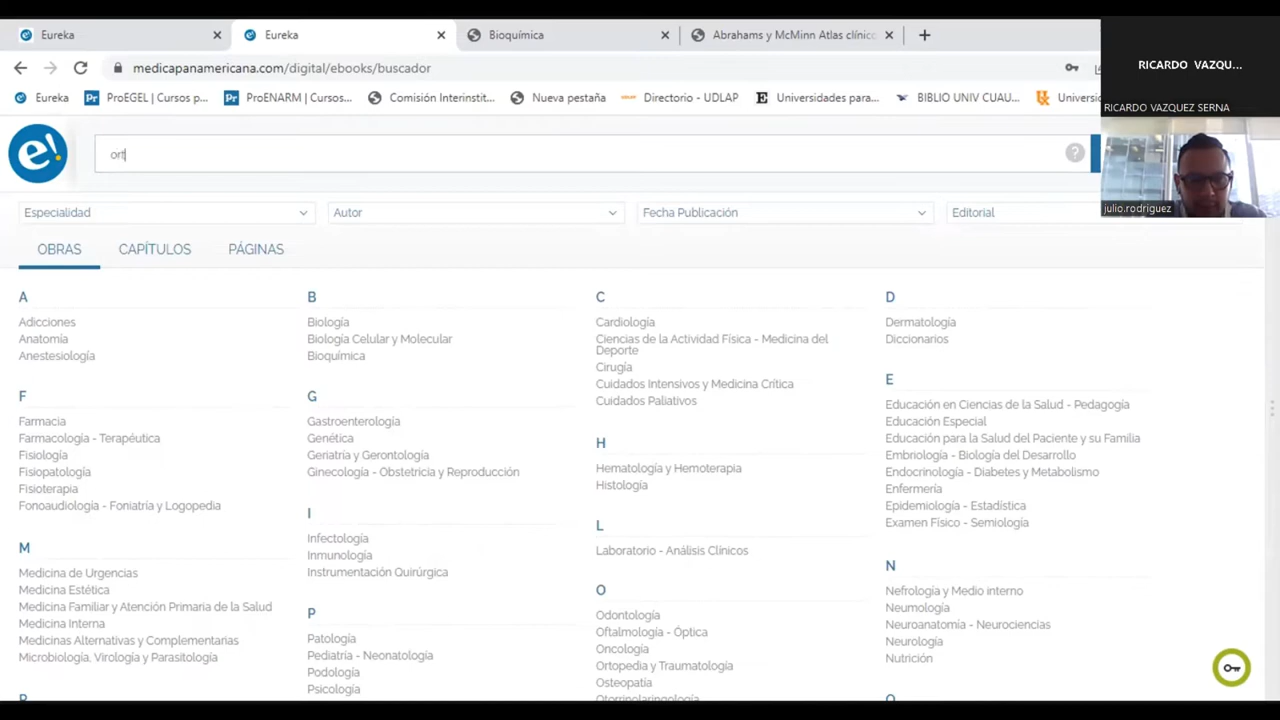 Eureka
Eureka
Bioquímica
Abrahams y McMinn Atlas clínico
medicapanamericana.com/digital/ebooks/buscador
Eureka
ProEGEL | Cursos p...
ProENARM | Cursos...
Comisión Interinstit...
Nueva pestaña
Directorio - UDLAP
Universidades para...
BIBLIO UNIV CUAU...
RICARDO VAZQU...
RICARDO VAZQUEZ SERNA
julio.rodriguez
e!
ort
Especialidad
Autor
Fecha Publicación
Editorial
OBRAS
CAPÍTULOS
PÁGINAS
A
Adicciones
Anatomía
Anestesiología
B
Biología
Biología Celular y Molecular
Bioquímica
C
Cardiología
Ciencias de la Actividad Física - Medicina del
Deporte
Cirugía
Cuidados Intensivos y Medicina Crítica
Cuidados Paliativos
D
Dermatología
Diccionarios
E
Educación en Ciencias de la Salud - Pedagogía
Educación Especial
Educación para la Salud del Paciente y su Familia
Embriología - Biología del Desarrollo
Endocrinología - Diabetes y Metabolismo
Enfermería
Epidemiología - Estadística
Examen Físico - Semiología
F
Farmacia
Farmacología - Terapéutica
Fisiología
Fisiopatología
Fisioterapia
Fonoaudiología - Foniatría y Logopedia
G
Gastroenterología
Genética
Geriatría y Gerontología
Ginecología - Obstetricia y Reproducción
H
Hematología y Hemoterapia
Histología
I
Infectología
Inmunología
Instrumentación Quirúrgica
L
Laboratorio - Análisis Clínicos
M
Medicina de Urgencias
Medicina Estética
Medicina Familiar y Atención Primaria de la Salud
Medicina Interna
Medicinas Alternativas y Complementarias
Microbiología, Virología y Parasitología
N
Nefrología y Medio interno
Neumología
Neuroanatomía - Neurociencias
Neurología
Nutrición
O
Odontología
Oftalmología - Óptica
Oncología
Ortopedia y Traumatología
Osteopatía
Otorrinolaringología
P
Patología
Pediatría - Neonatología
Podología
Psicología